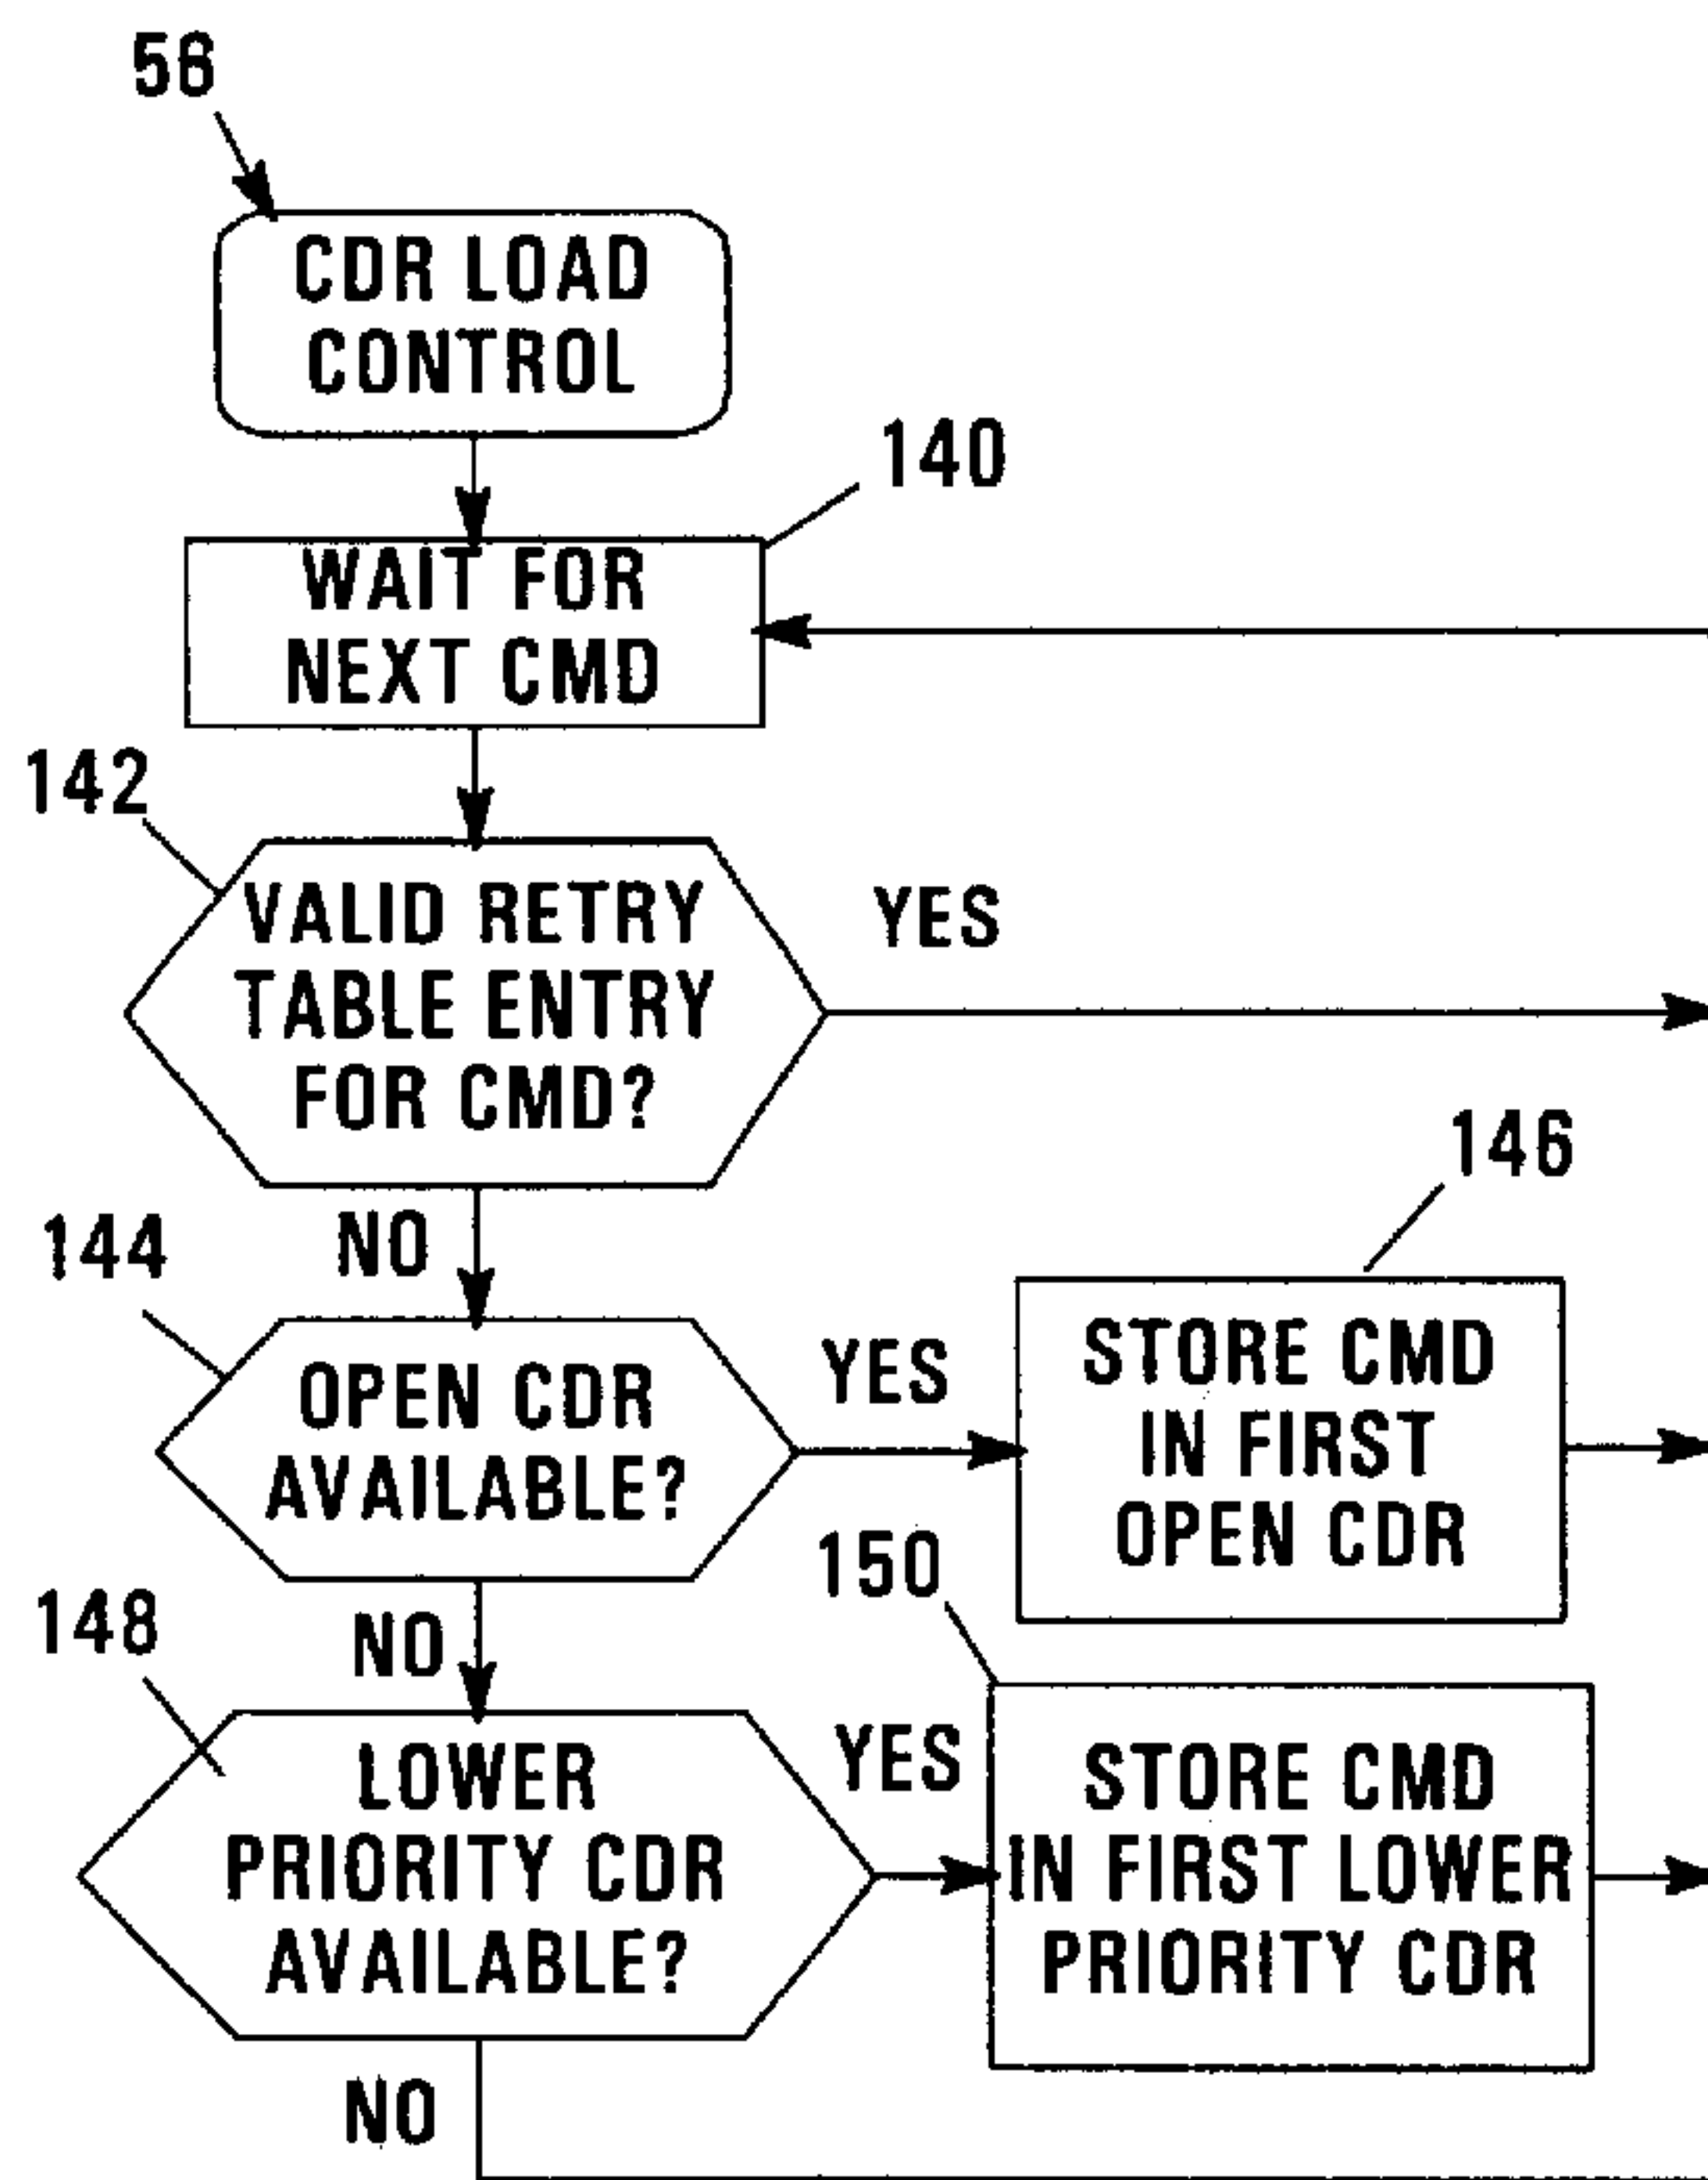 56
CDR LOAD
CONTROL
140
WAIT FOR
NEXT CMD
142
VALID RETRY
TABLE ENTRY
FOR CMD?
YES
NO
144
OPEN CDR
AVAILABLE?
YES
146
STORE CMD
IN FIRST
OPEN CDR
NO
148
LOWER
PRIORITY CDR
AVAILABLE?
YES
150
STORE CMD
IN FIRST LOWER
PRIORITY CDR
NO